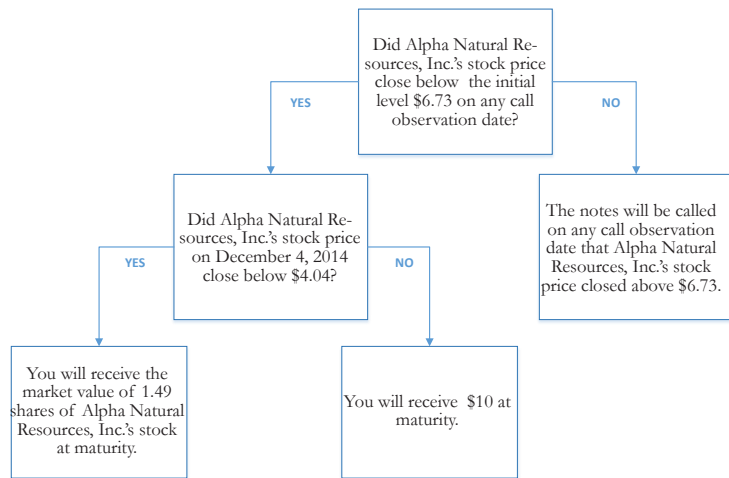 Did Alpha Natural Re-
sources, Inc.'s stock price
close below the initial
level $6.73 on any call
observation date?
YES
NO
Did Alpha Natural Re-
sources, Inc.'s stock price
on December 4, 2014
close below $4.04?
The notes will be called
on any call observation
date that Alpha Natural
Resources, Inc.'s stock
price closed above $6.73.
YES
NO
You will receive the
market value of 1.49
shares of Alpha Natural
Resources, Inc.'s stock
at maturity.
You will receive $10 at
maturity.